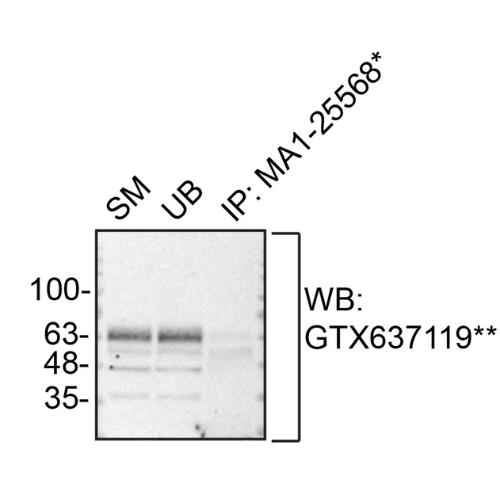 SM
UB
IP: MA1-25568*
100-
63-
48-
35-
WB:
GTX637119**